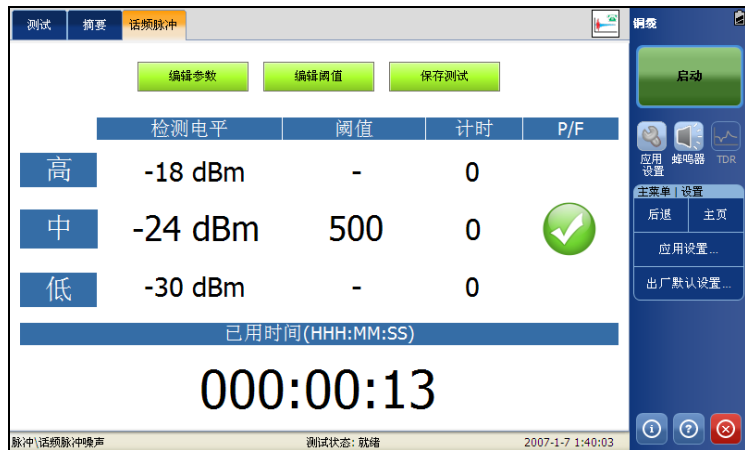 测试 摘要 话频脉冲
编辑参数 编辑阈值 保存测试
检测电平 阈值 计时 P/F
高 -18 dBm - 0
中 -24 dBm 500 0
低 -30 dBm - 0
已用时间(HHH:MM:SS)
000:00:13
脉冲\话频脉冲噪声 测试状态: 就绪 2007-1-7 1:40:03
铜缆
启动
应用设置 蜂鸣器 TDR
主菜单 | 设置
后退 主页
应用设置...
出厂默认设置...